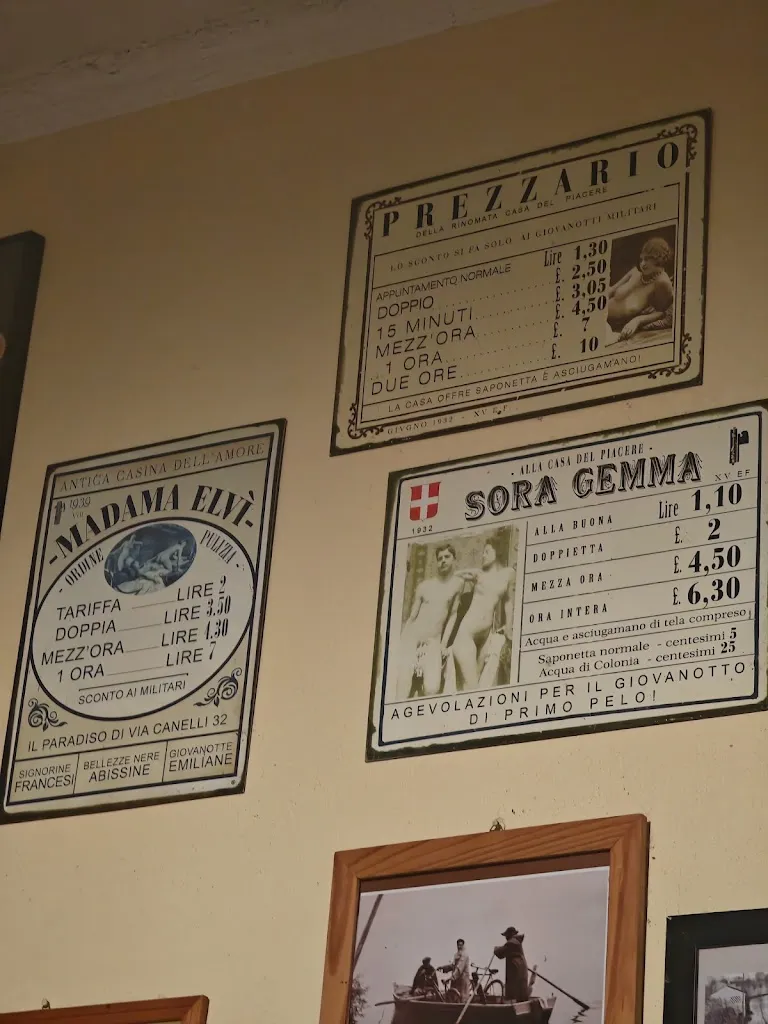 PREZZARIO
DELLA RINOMATA CASA DEL PIACERE
LO SCONTO SI FA SOLO AI GIOVANOTTI MILITARI
APPUNTAMENTO NORMALE Lire 1,30
DOPPIO £. 2,50
15 MINUTI £. 3,05
MEZZ'ORA £. 4,50
1 ORA £. 7
DUE ORE £. 10
LA CASA OFFRE SAPONETTA E ASCIUGAMANO!
GIUGNO 1932 - XV E.F.
- ALLA CASA DEL PIACERE -
SORA GEMMA
XV EF
1932
ALLA BUONA Lire 1,10
DOPPIETTA £. 2
MEZZA ORA £. 4,50
ORA INTERA £. 6,30
Acqua e asciugamano di tela compreso
Saponetta normale - centesimi 5
Acqua di Colonia - centesimi 25
AGEVOLAZIONI PER IL GIOVANOTTO
DI PRIMO PELO!
ANTICA CASINA DELL'AMORE
1939
-MADAMA ELVÌ-
- ORDINE PULIZIA -
TARIFFA LIRE 2
DOPPIA LIRE 3.50
MEZZ'ORA LIRE 4.30
1 ORA LIRE 7
SCONTO AI MILITARI
IL PARADISO DI VIA CANELLI 32
SIGNORINE
FRANCESI
BELLEZZE NERE
ABISSINE
GIOVANOTTE
EMILIANE